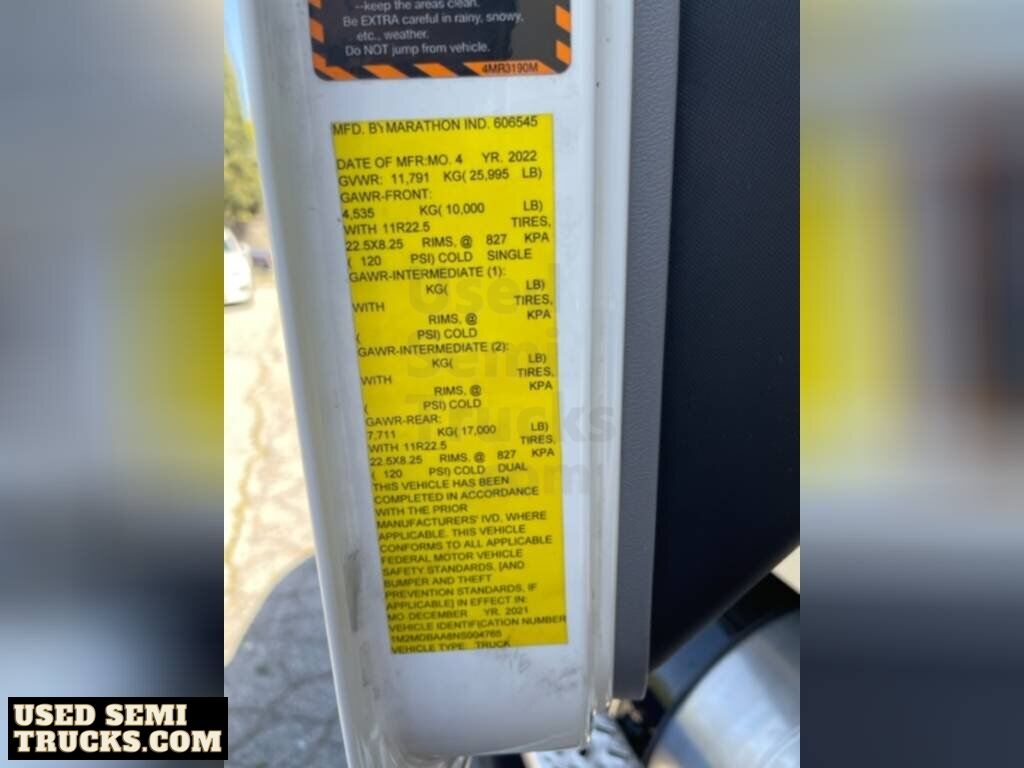 --keep the areas clean.
Be EXTRA careful in rainy, snowy,
etc., weather.
Do NOT jump from vehicle.
4MR3190M
MFD. BY MARATHON IND. 606545
DATE OF MFR:MO. 4 YR. 2022
GVWR: 11,791 KG( 25,995 LB)
GAWR-FRONT:
4,535 KG( 10,000 LB)
WITH 11R22.5 TIRES,
22.5X8.25 RIMS, @ 827 KPA
( 120 PSI) COLD SINGLE
GAWR-INTERMEDIATE (1):
KG( LB)
WITH TIRES,
RIMS, @ KPA
( PSI) COLD
GAWR-INTERMEDIATE (2):
KG( LB)
WITH TIRES,
RIMS, @ KPA
( PSI) COLD
GAWR-REAR:
7,711 KG( 17,000 LB)
WITH 11R22.5 TIRES,
22.5X8.25 RIMS, @ 827 KPA
( 120 PSI) COLD DUAL
THIS VEHICLE HAS BEEN
COMPLETED IN ACCORDANCE
WITH THE PRIOR
MANUFACTURERS' IVD. WHERE
APPLICABLE. THIS VEHICLE
CONFORMS TO ALL APPLICABLE
FEDERAL MOTOR VEHICLE
SAFETY STANDARDS. [AND
BUMPER AND THEFT
PREVENTION STANDARDS, IF
APPLICABLE] IN EFFECT IN:
MO. DECEMBER YR. 2021
VEHICLE IDENTIFICATION NUMBER
1M2MDBAA8NS004765
VEHICLE TYPE: TRUCK
Used
Semi
Trucks
.com
USED SEMI
TRUCKS.COM